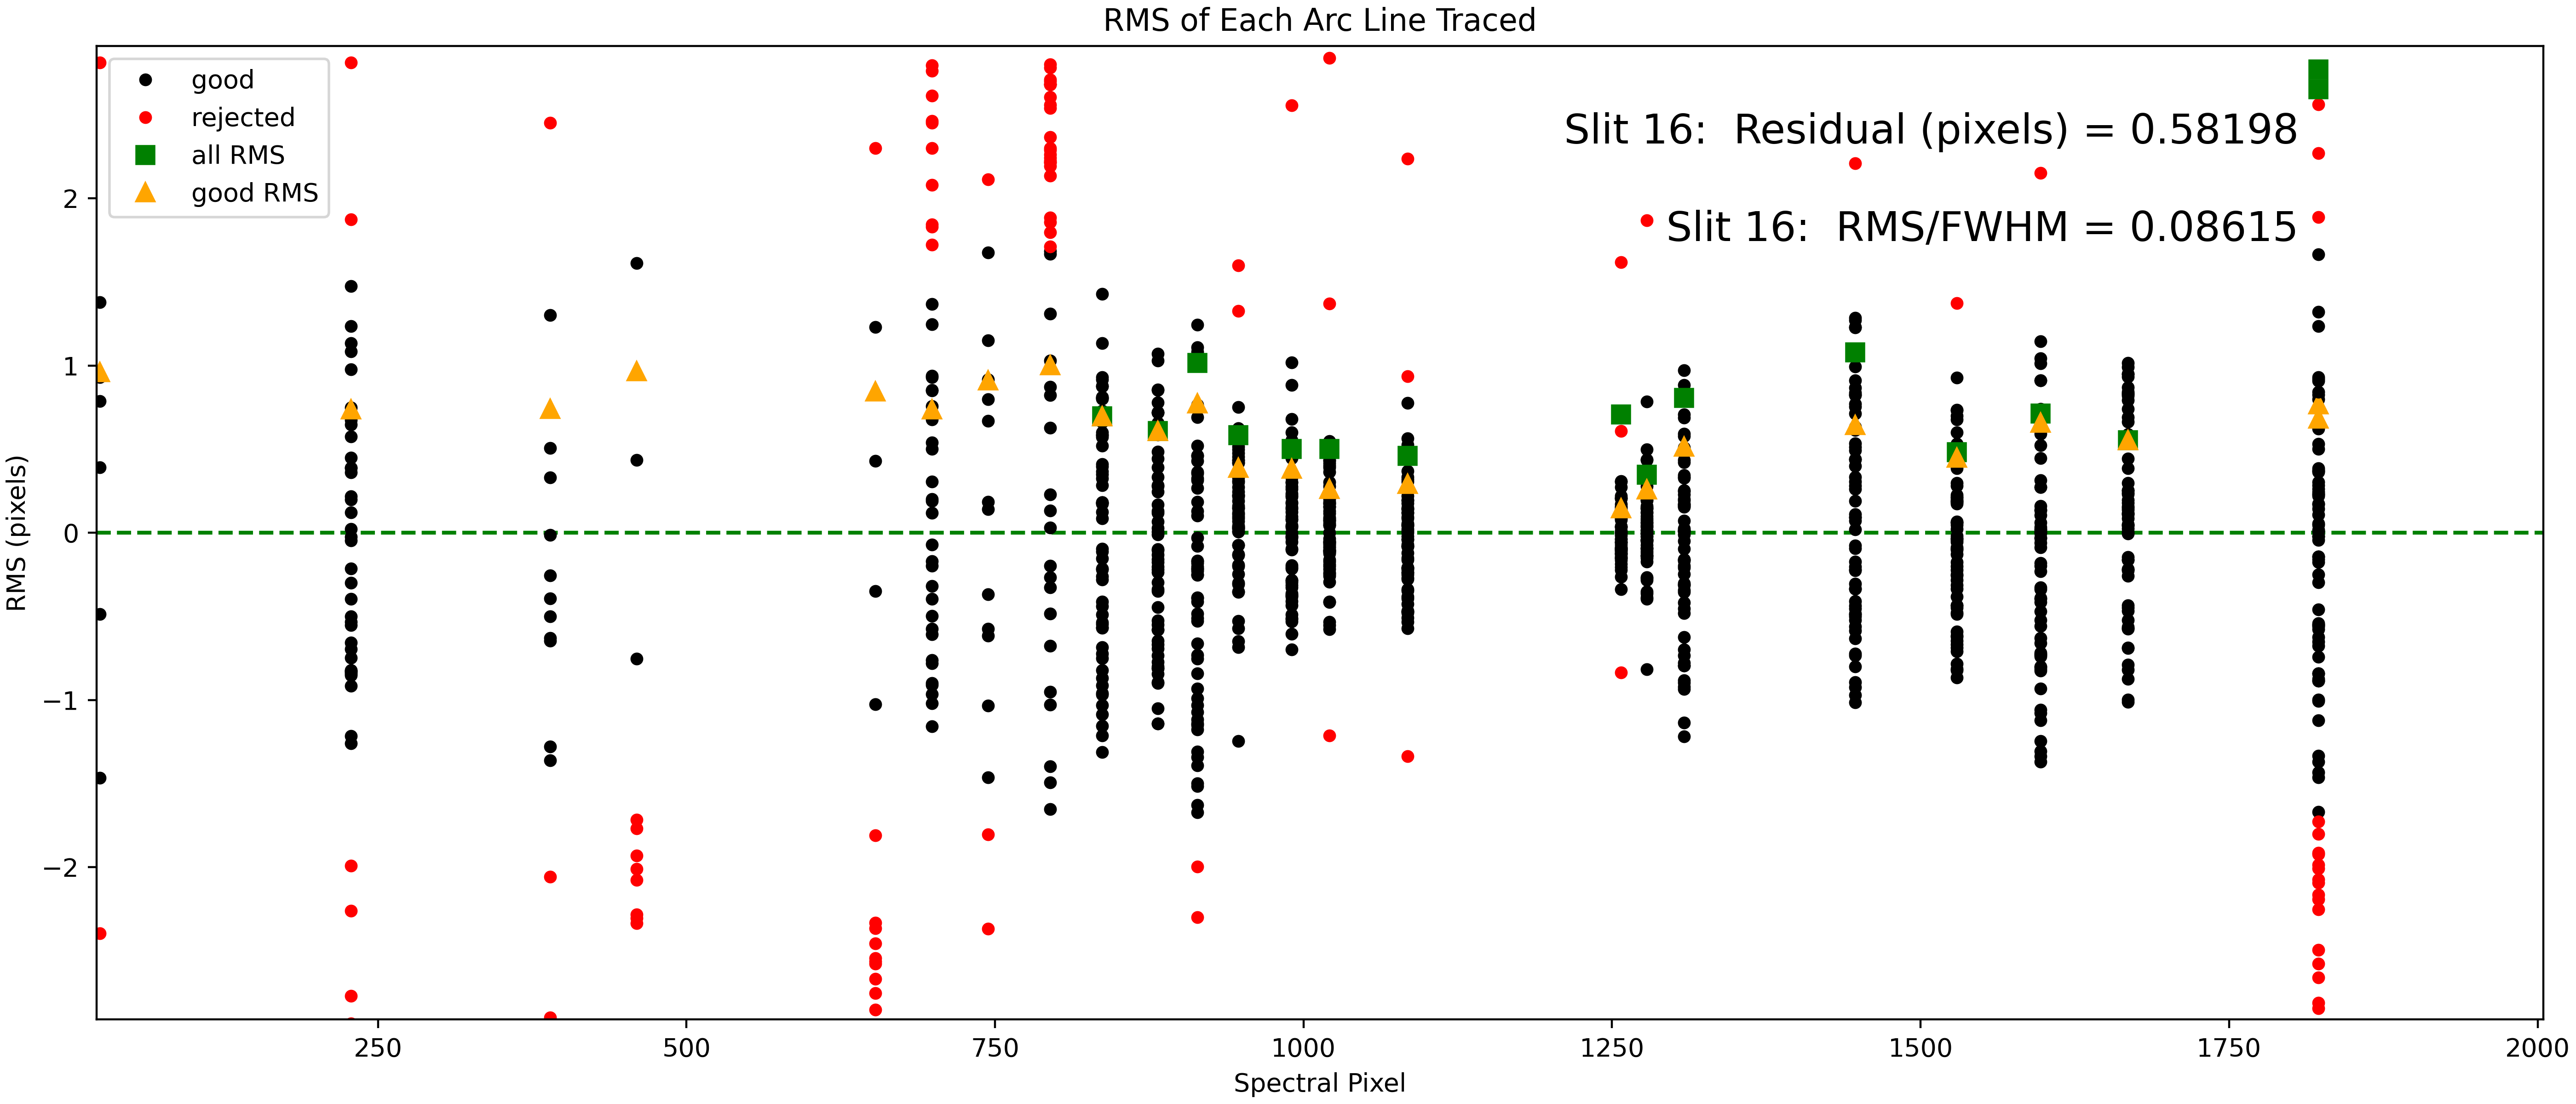 RMS of Each Arc Line Traced
good
rejected
all RMS
good RMS
Slit 16:  Residual (pixels) = 0.58198
Slit 16:  RMS/FWHM = 0.08615
RMS (pixels)
2
1
0
−1
−2
250 500 750 1000 1250 1500 1750 2000
Spectral Pixel